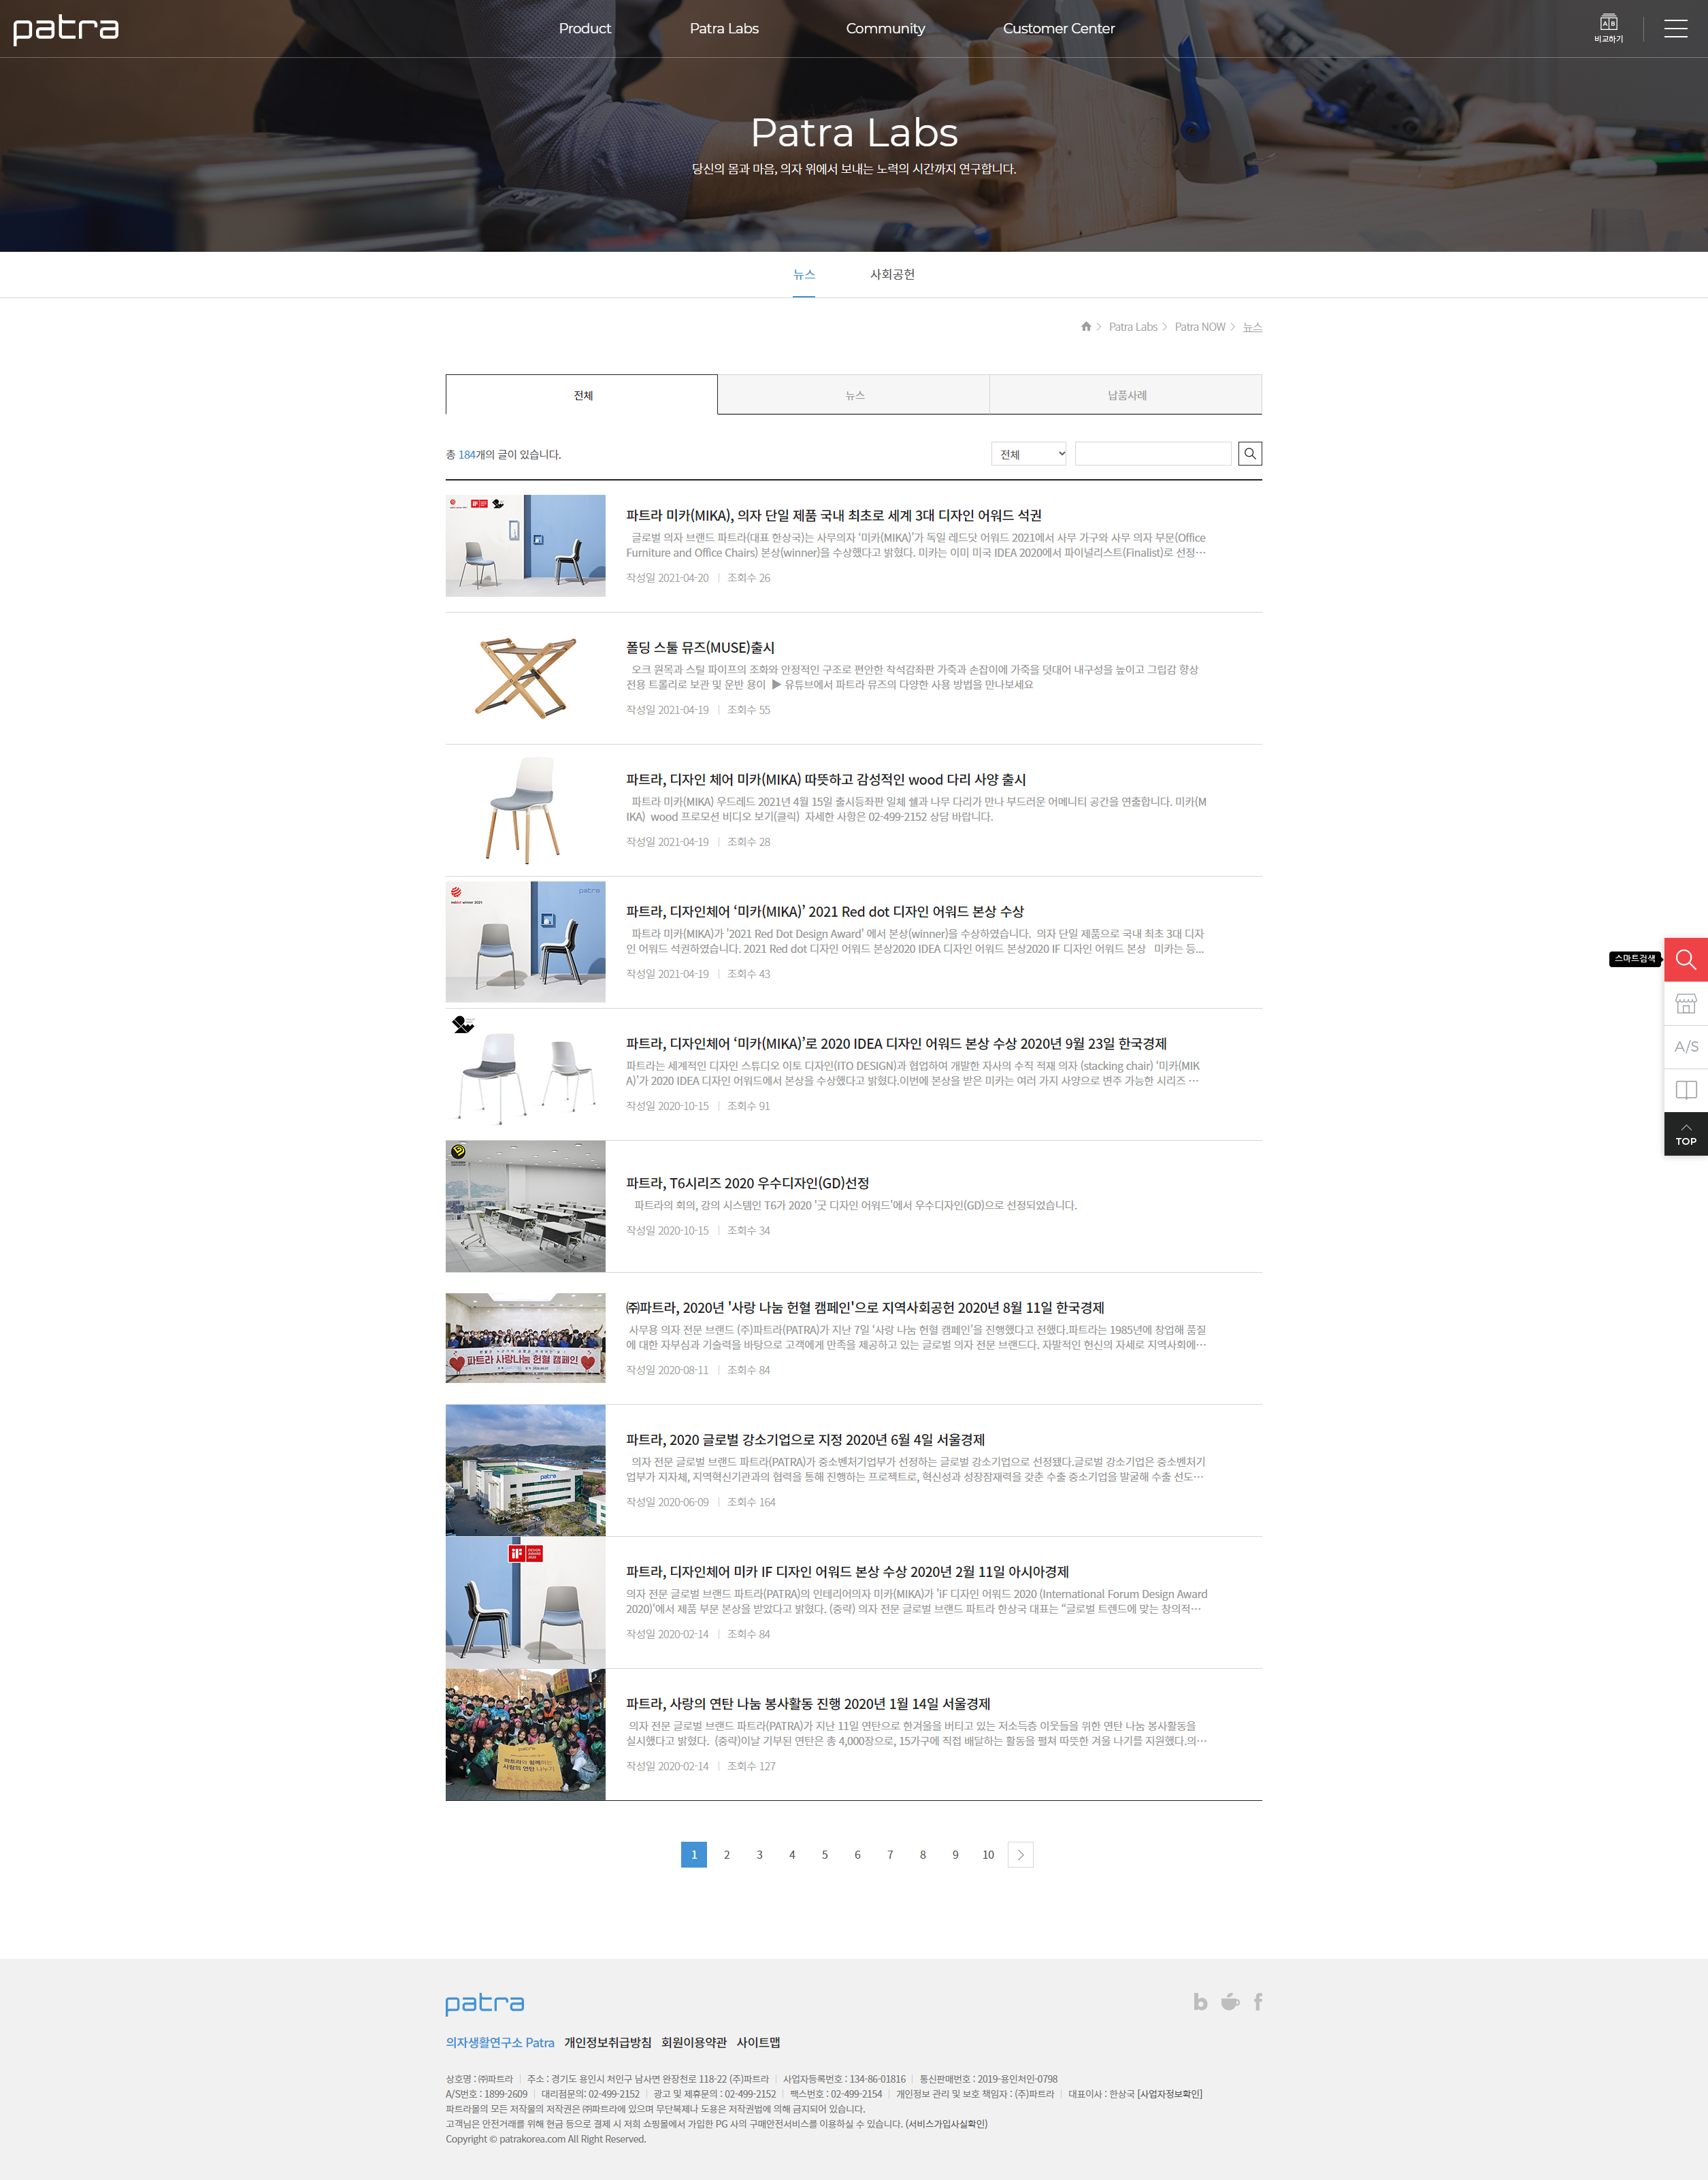 patra
Product
Patra Labs
Community
Customer Center
A B
비교하기
Patra Labs
당신의 몸과 마음, 의자 위에서 보내는 노력의 시간까지 연구합니다.
뉴스
사회공헌
Patra Labs
Patra NOW
뉴스
전체
뉴스
납품사례
총 184개의 글이 있습니다.
전체
파트라 미카(MIKA), 의자 단일 제품 국내 최초로 세계 3대 디자인 어워드 석권
글로벌 의자 브랜드 파트라(대표 한상국)는 사무의자 ‘미카(MIKA)’가 독일 레드닷 어워드 2021에서 사무 가구와 사무 의자 부문(Office
Furniture and Office Chairs) 본상(winner)을 수상했다고 밝혔다. 미카는 이미 미국 IDEA 2020에서 파이널리스트(Finalist)로 선정…
작성일 2021-04-20 | 조회수 26
폴딩 스툴 뮤즈(MUSE)출시
오크 원목과 스틸 파이프의 조화와 안정적인 구조로 편안한 착석감좌판 가죽과 손잡이에 가죽을 덧대어 내구성을 높이고 그립감 향상
전용 트롤리로 보관 및 운반 용이 ▶ 유튜브에서 파트라 뮤즈의 다양한 사용 방법을 만나보세요
작성일 2021-04-19 | 조회수 55
파트라, 디자인 체어 미카(MIKA) 따뜻하고 감성적인 wood 다리 사양 출시
파트라 미카(MIKA) 우드레드 2021년 4월 15일 출시등좌판 일체 쉘과 나무 다리가 만나 부드러운 어메니티 공간을 연출합니다. 미카(M
IKA) wood 프로모션 비디오 보기(클릭) 자세한 사항은 02-499-2152 상담 바랍니다.
작성일 2021-04-19 | 조회수 28
reddot winner 2021
patra
파트라, 디자인체어 ‘미카(MIKA)’ 2021 Red dot 디자인 어워드 본상 수상
파트라 미카(MIKA)가 '2021 Red Dot Design Award' 에서 본상(winner)을 수상하였습니다. 의자 단일 제품으로 국내 최초 3대 디자
인 어워드 석권하였습니다. 2021 Red dot 디자인 어워드 본상2020 IDEA 디자인 어워드 본상2020 IF 디자인 어워드 본상 미카는 등...
작성일 2021-04-19 | 조회수 43
파트라, 디자인체어 ‘미카(MIKA)’로 2020 IDEA 디자인 어워드 본상 수상 2020년 9월 23일 한국경제
파트라는 세계적인 디자인 스튜디오 이토 디자인(ITO DESIGN)과 협업하여 개발한 자사의 수직 적재 의자 (stacking chair) ‘미카(MIK
A)’가 2020 IDEA 디자인 어워드에서 본상을 수상했다고 밝혔다.이번에 본상을 받은 미카는 여러 가지 사양으로 변주 가능한 시리즈 …
작성일 2020-10-15 | 조회수 91
파트라, T6시리즈 2020 우수디자인(GD)선정
파트라의 회의, 강의 시스템인 T6가 2020 '굿 디자인 어워드'에서 우수디자인(GD)으로 선정되었습니다.
작성일 2020-10-15 | 조회수 34
파트라 사랑나눔 헌혈 캠페인
㈜파트라, 2020년 '사랑 나눔 헌혈 캠페인'으로 지역사회공헌 2020년 8월 11일 한국경제
사무용 의자 전문 브랜드 (주)파트라(PATRA)가 지난 7일 ‘사랑 나눔 헌혈 캠페인’을 진행했다고 전했다.파트라는 1985년에 창업해 품질
에 대한 자부심과 기술력을 바탕으로 고객에게 만족을 제공하고 있는 글로벌 의자 전문 브랜드다. 자발적인 헌신의 자세로 지역사회에…
작성일 2020-08-11 | 조회수 84
patra
파트라, 2020 글로벌 강소기업으로 지정 2020년 6월 4일 서울경제
의자 전문 글로벌 브랜드 파트라(PATRA)가 중소벤처기업부가 선정하는 글로벌 강소기업으로 선정됐다.글로벌 강소기업은 중소벤처기
업부가 지자체, 지역혁신기관과의 협력을 통해 진행하는 프로젝트로, 혁신성과 성장잠재력을 갖춘 수출 중소기업을 발굴해 수출 선도…
작성일 2020-06-09 | 조회수 164
iF
DESIGN
AWARD
2020
파트라, 디자인체어 미카 IF 디자인 어워드 본상 수상 2020년 2월 11일 아시아경제
의자 전문 글로벌 브랜드 파트라(PATRA)의 인테리어의자 미카(MIKA)가 'iF 디자인 어워드 2020 (International Forum Design Award
2020)'에서 제품 부문 본상을 받았다고 밝혔다. (중략) 의자 전문 글로벌 브랜드 파트라 한상국 대표는 “글로벌 트렌드에 맞는 창의적…
작성일 2020-02-14 | 조회수 84
patra
파트라와 함께하는
사랑의 연탄 나누기
파트라, 사랑의 연탄 나눔 봉사활동 진행 2020년 1월 14일 서울경제
의자 전문 글로벌 브랜드 파트라(PATRA)가 지난 11일 연탄으로 한겨울을 버티고 있는 저소득층 이웃들을 위한 연탄 나눔 봉사활동을
실시했다고 밝혔다. (중략)이날 기부된 연탄은 총 4,000장으로, 15가구에 직접 배달하는 활동을 펼쳐 따뜻한 겨울 나기를 지원했다.의…
작성일 2020-02-14 | 조회수 127
스마트검색
A/S
TOP
1 2 3 4 5 6 7 8 9 10
patra
의자생활연구소 Patra 개인정보취급방침 회원이용약관 사이트맵
상호명 : ㈜파트라 | 주소 : 경기도 용인시 처인구 남사면 완장천로 118-22 (주)파트라 | 사업자등록번호 : 134-86-01816 | 통신판매번호 : 2019-용인처인-0798
A/S번호 : 1899-2609 | 대리점문의: 02-499-2152 | 광고 및 제휴문의 : 02-499-2152 | 팩스번호 : 02-499-2154 | 개인정보 관리 및 보호 책임자 : (주)파트라 | 대표이사 : 한상국 [사업자정보확인]
파트라몰의 모든 저작물의 저작권은 ㈜파트라에 있으며 무단복제나 도용은 저작권법에 의해 금지되어 있습니다.
고객님은 안전거래를 위해 현금 등으로 결제 시 저희 쇼핑몰에서 가입한 PG 사의 구매안전서비스를 이용하실 수 있습니다. (서비스가입사실확인)
Copyright © patrakorea.com All Right Reserved.